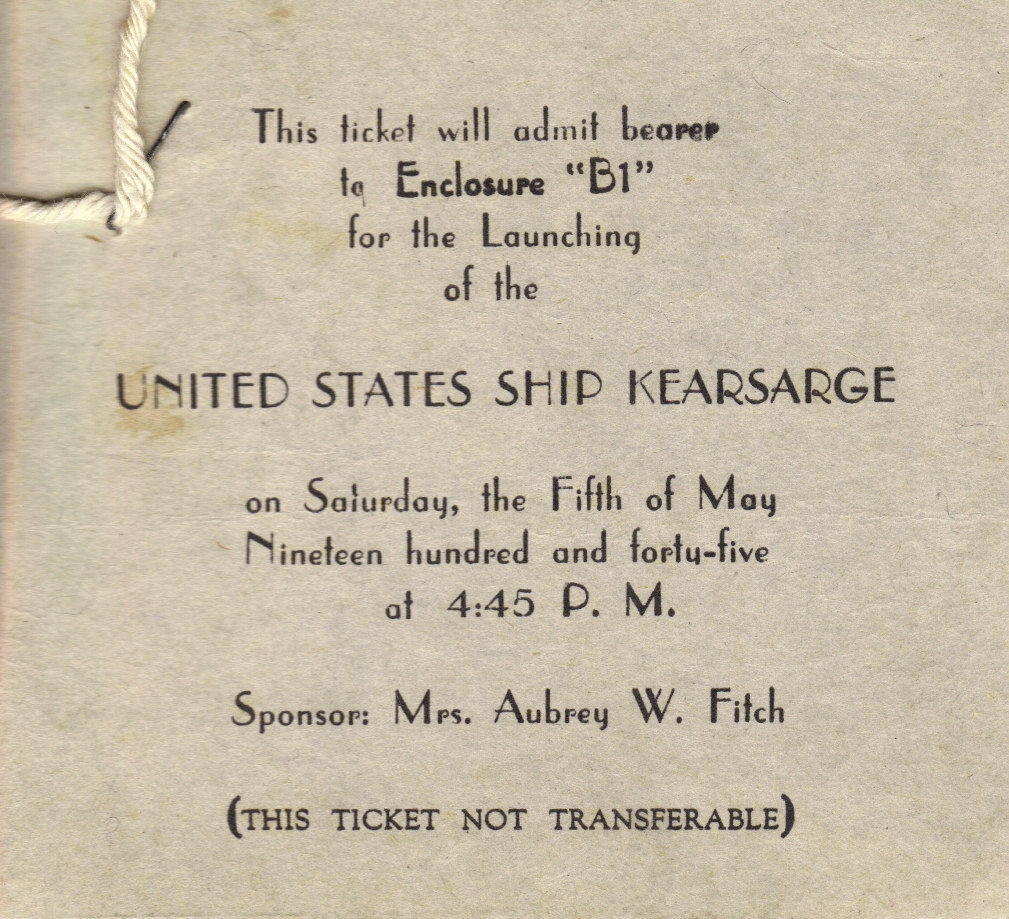 This ticket will admit bearer
to Enclosure “B1”
for the Launching
of the
UNITED STATES SHIP KEARSARGE
on Saturday, the Fifth of May
Nineteen hundred and forty-five
at 4:45 P. M.
Sponsor: Mrs. Aubrey W. Fitch
(THIS TICKET NOT TRANSFERABLE)